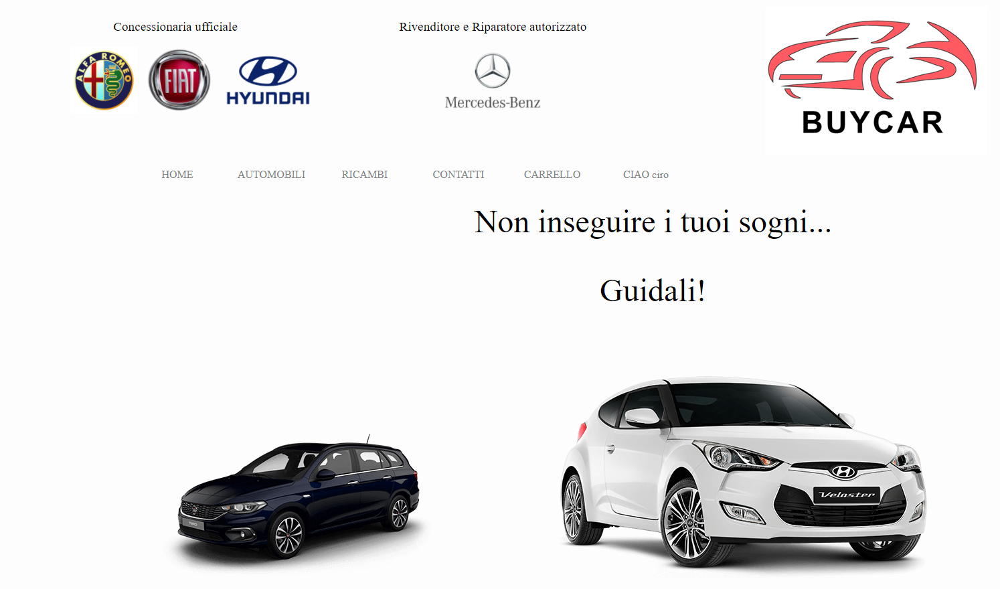 Concessionaria ufficiale
Rivenditore e Riparatore autorizzato
ALFA ROMEO
FIAT
HYUNDAI
Mercedes-Benz
BUYCAR
HOME AUTOMOBILI RICAMBI CONTATTI CARRELLO CIAO ciro
Non inseguire i tuoi sogni...
Guidali!
Veloster
TIPO